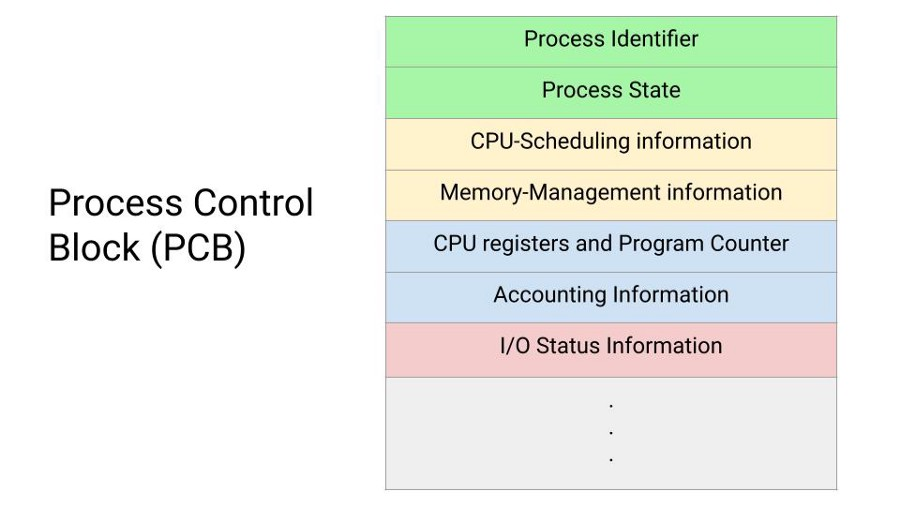 Process Control
Block (PCB)
Process Identifier
Process State
CPU-Scheduling information
Memory-Management information
CPU registers and Program Counter
Accounting Information
I/O Status Information
.
.
.